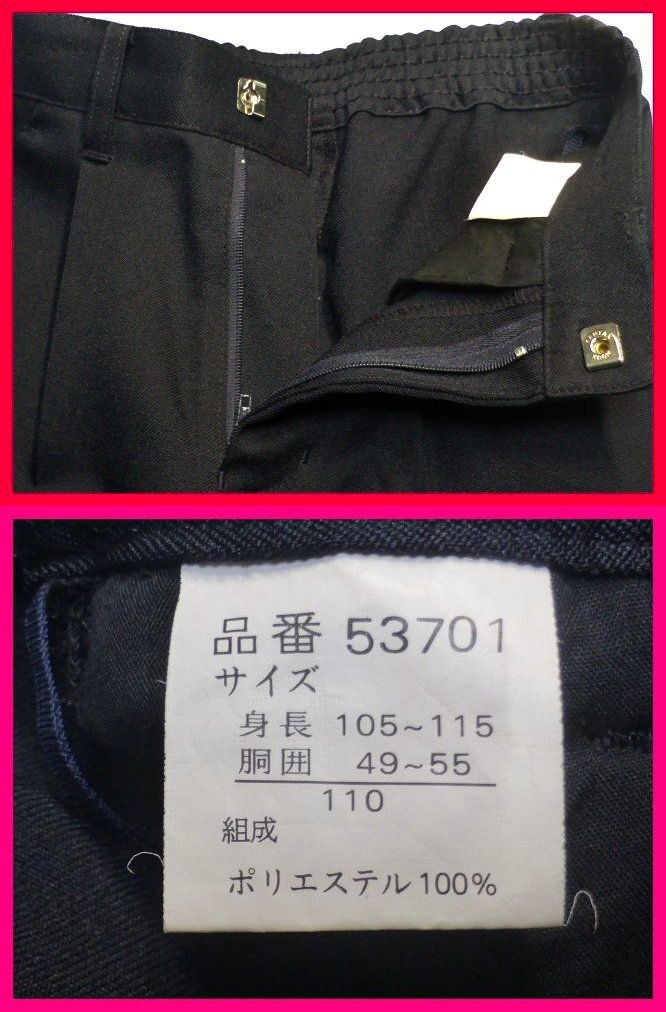 品番 53701
サイズ
身長 105~115
胴囲 49~55
110
組成
ポリエステル100%